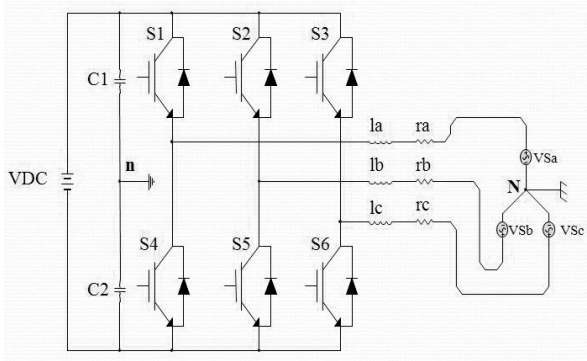 S1 S2 S3
C1
la ra
n
VSa
VDC
lb rb
N
lc rc
VSb VSc
S4 S5 S6
C2